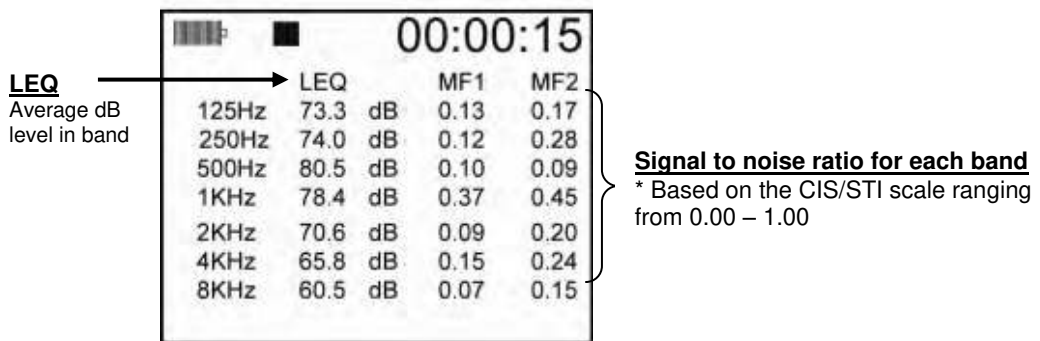 00:00:15
LEQ
Average dB
level in band
LEQ MF1 MF2
125Hz 73.3 dB 0.13 0.17
250Hz 74.0 dB 0.12 0.28
500Hz 80.5 dB 0.10 0.09
1KHz 78.4 dB 0.37 0.45
2KHz 70.6 dB 0.09 0.20
4KHz 65.8 dB 0.15 0.24
8KHz 60.5 dB 0.07 0.15
Signal to noise ratio for each band
* Based on the CIS/STI scale ranging
from 0.00 – 1.00